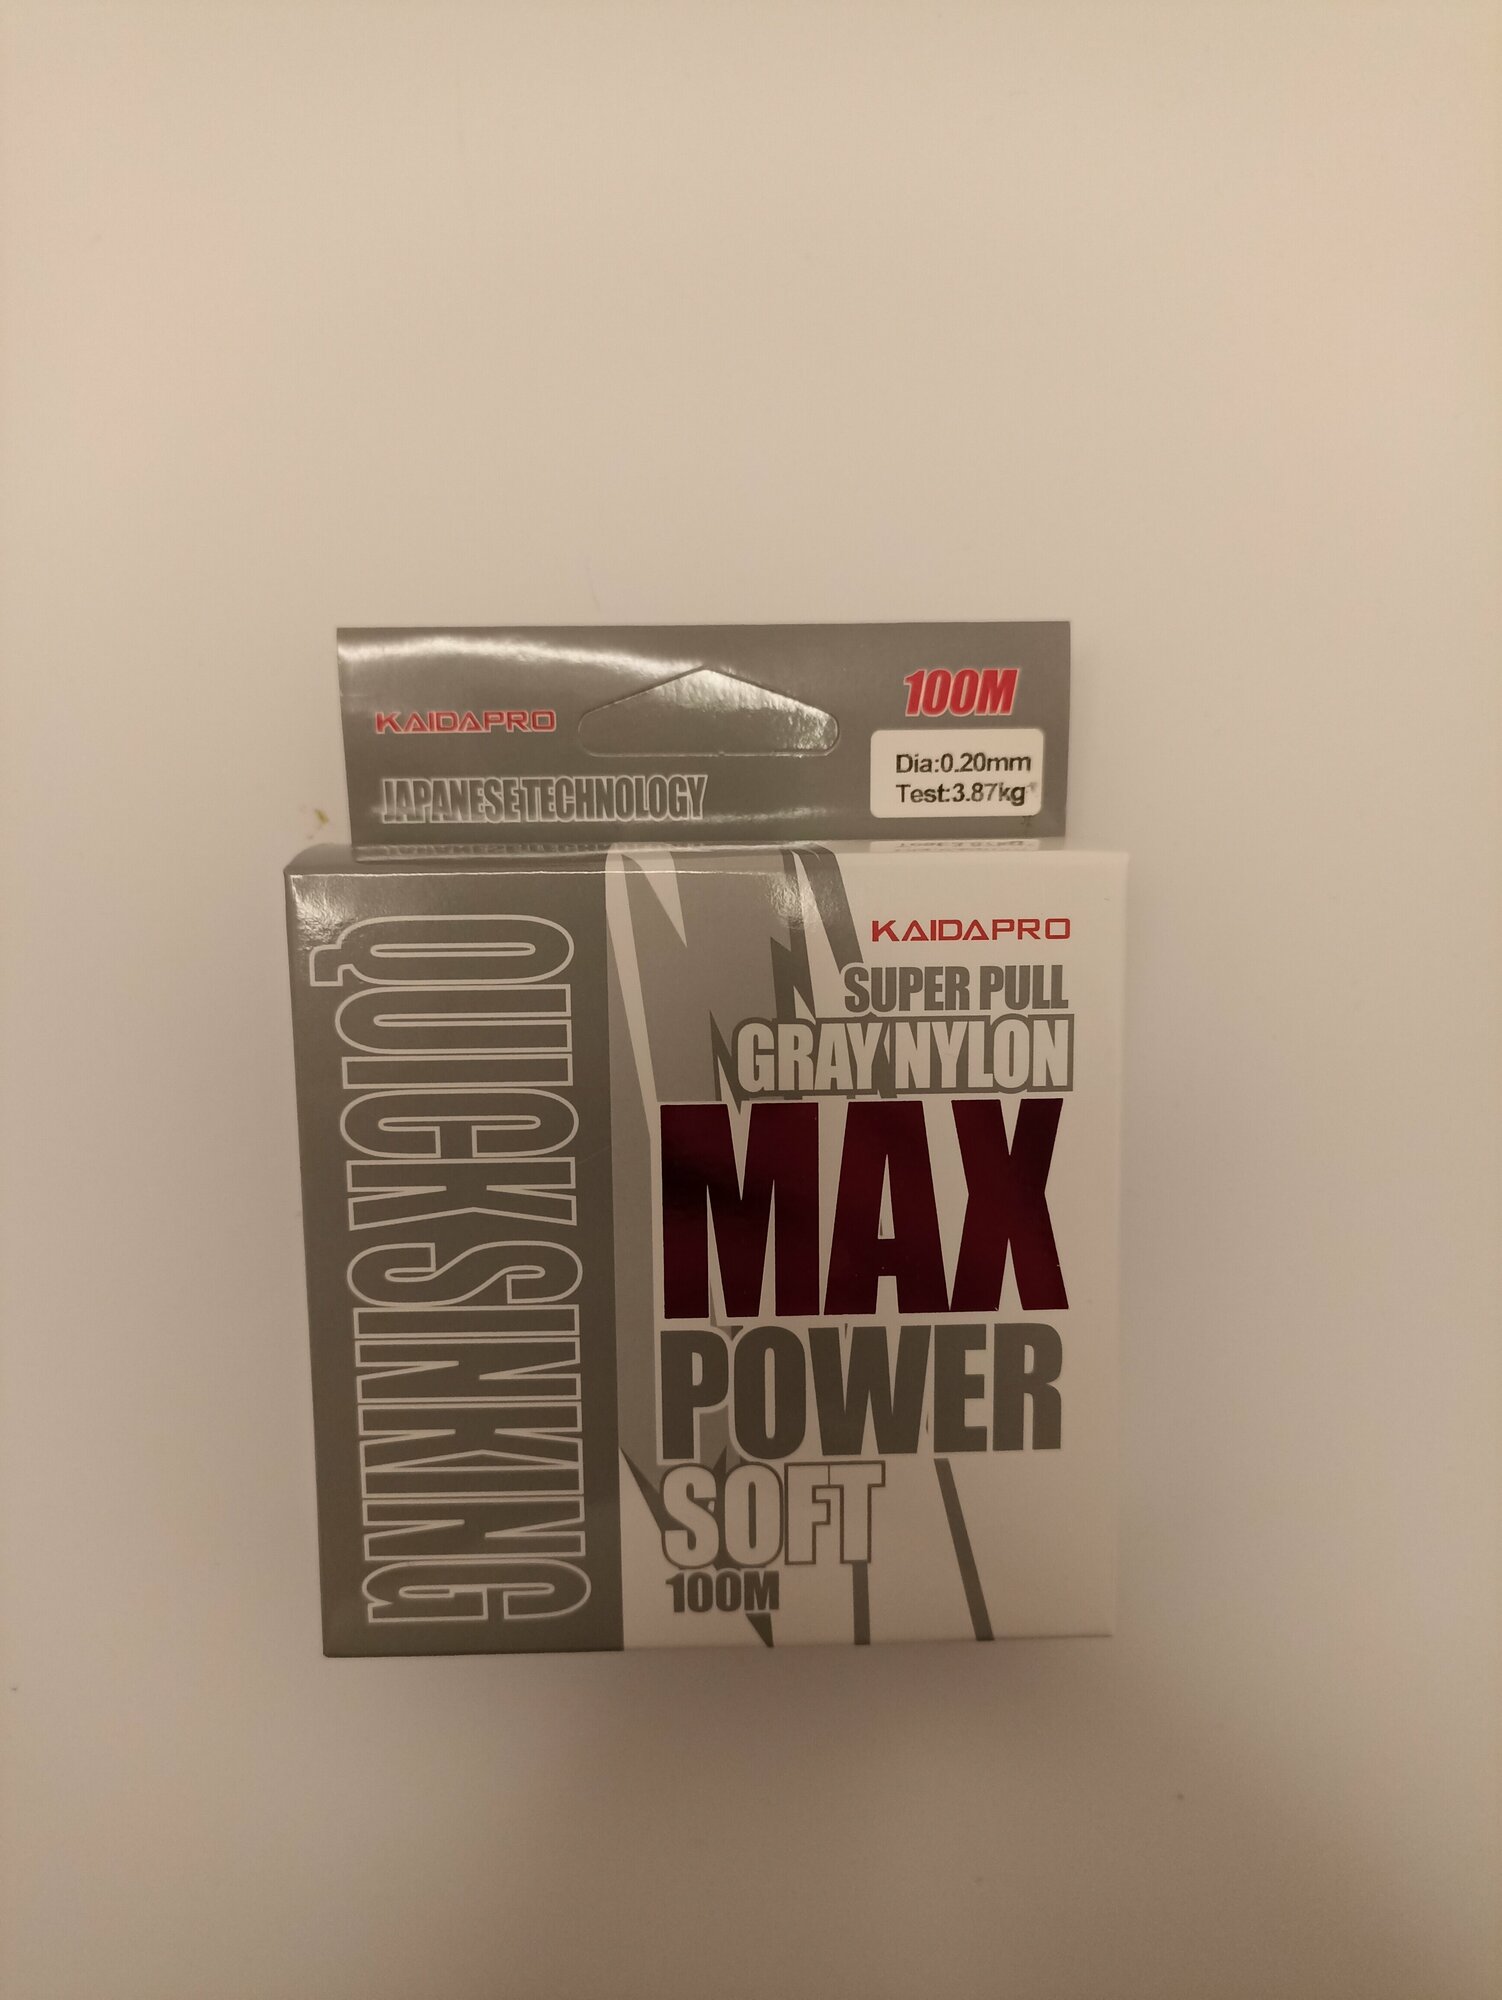 KAIDAPRO
100M
JAPANESE TECHNOLOGY
Dia:0.20mm
Test:3.87kg
QUICK SINKING
KAIDAPRO
SUPER PULL
GRAY NYLON
MAX
POWER
SOFT
100M